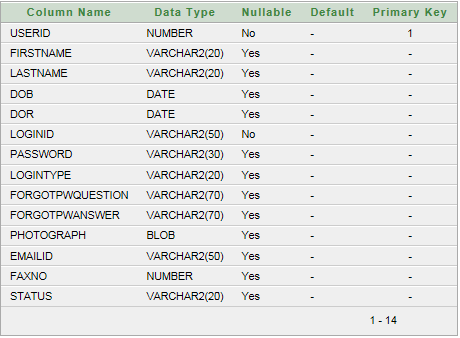 Column Name Data Type Nullable Default Primary Key
USERID NUMBER No - 1
FIRSTNAME VARCHAR2(20) Yes - -
LASTNAME VARCHAR2(20) Yes - -
DOB DATE Yes - -
DOR DATE Yes - -
LOGINID VARCHAR2(50) No - -
PASSWORD VARCHAR2(30) Yes - -
LOGINTYPE VARCHAR2(20) Yes - -
FORGOTPWQUESTION VARCHAR2(70) Yes - -
FORGOTPWANSWER VARCHAR2(70) Yes - -
PHOTOGRAPH BLOB Yes - -
EMAILID VARCHAR2(50) Yes - -
FAXNO NUMBER Yes - -
STATUS VARCHAR2(20) Yes - -
1 - 14